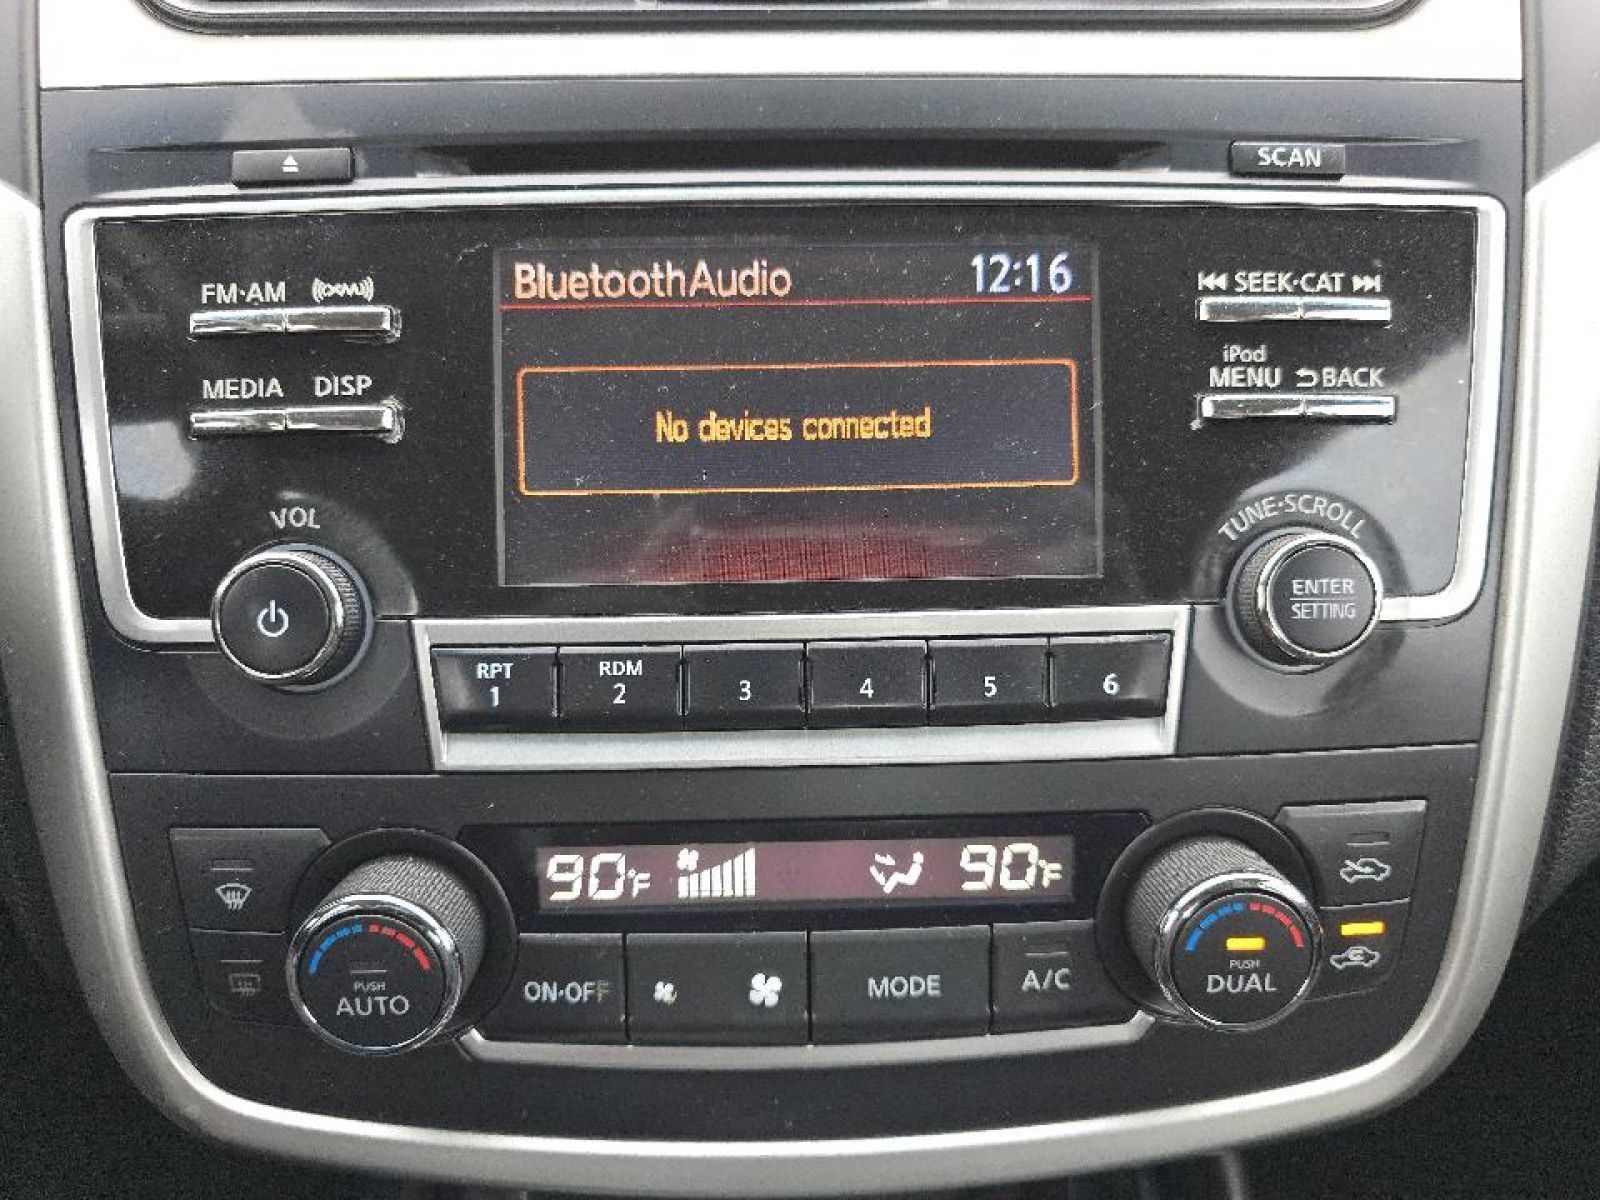 SCAN
BluetoothAudio 12:16
FM·AM (((XM)))
SEEK·CAT
MEDIA DISP
iPod
MENU BACK
No devices connected
VOL
TUNE·SCROLL
ENTER
SETTING
RPT
1
RDM
2
3
4
5
6
90°F
90°F
PUSH
AUTO
ON·OFF
MODE
A/C
PUSH
DUAL